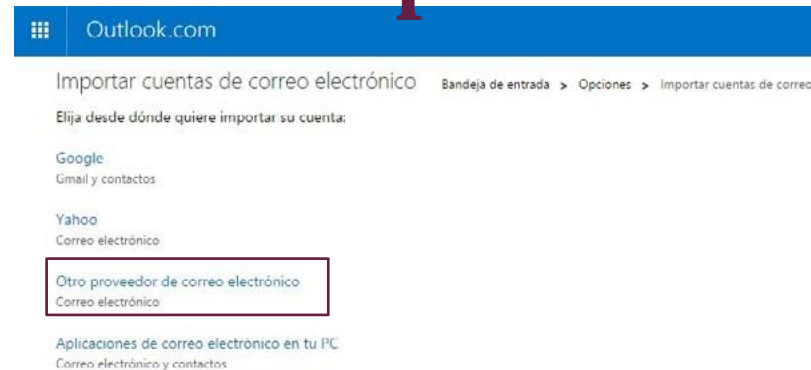 Outlook.com
Importar cuentas de correo electrónico Bandeja de entrada > Opciones > Importar cuentas de correo
Elija desde dónde quiere importar su cuenta:
Google
Gmail y contactos
Yahoo
Correo electrónico
Otro proveedor de correo electrónico
Correo electrónico
Aplicaciones de correo electrónico en tu PC
Correo electrónico y contactos